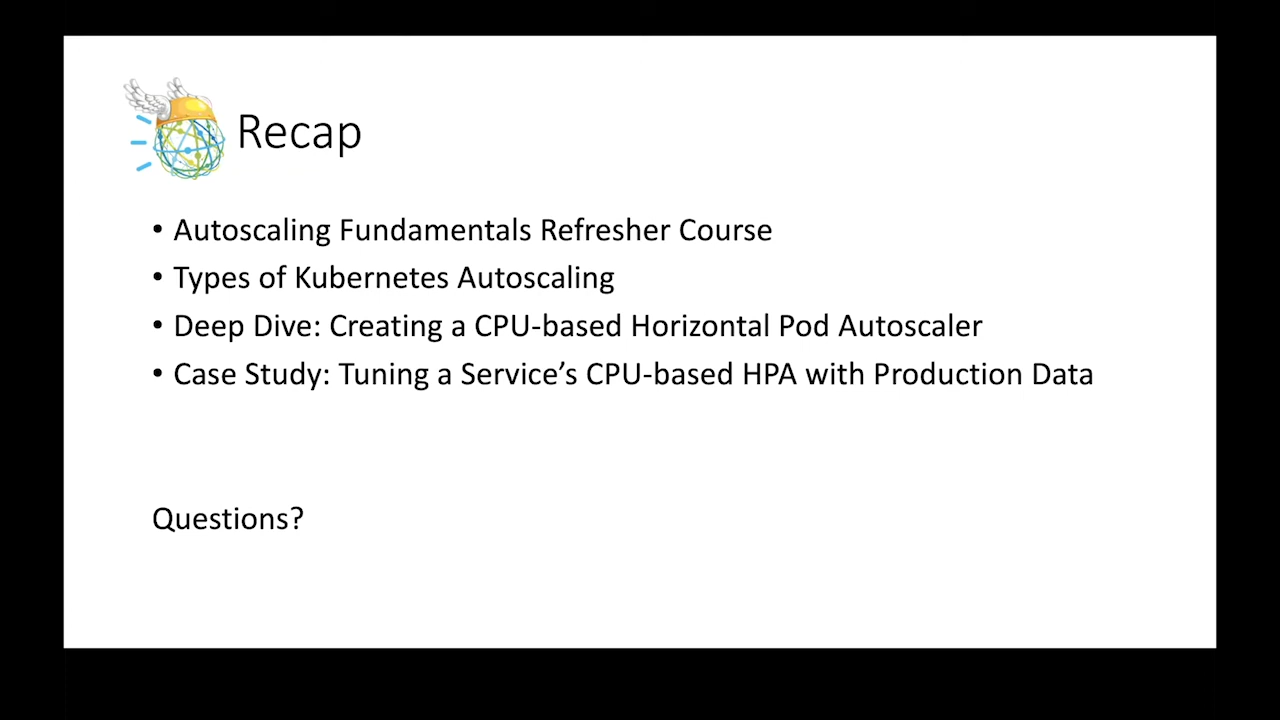 Recap
• Autoscaling Fundamentals Refresher Course
• Types of Kubernetes Autoscaling
• Deep Dive: Creating a CPU-based Horizontal Pod Autoscaler
• Case Study: Tuning a Service’s CPU-based HPA with Production Data
Questions?